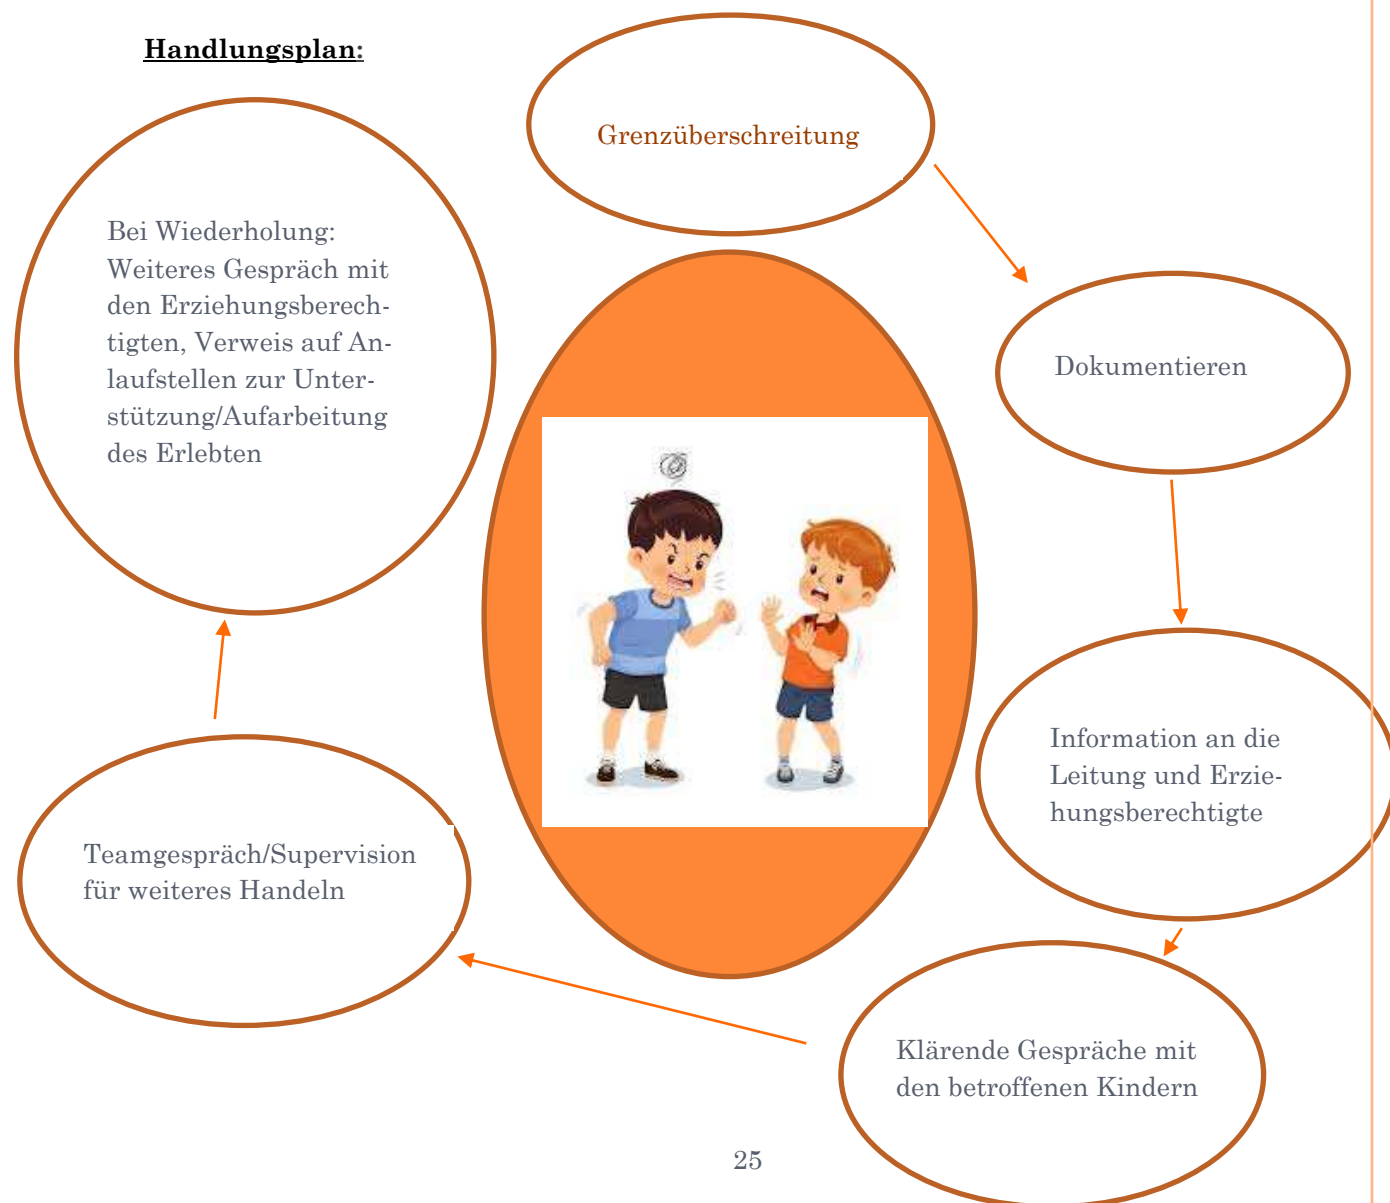 Handlungsplan:
Grenzüberschreitung
Dokumentieren
Information an die
Leitung und Erzie-
hungsberechtigte
Klärende Gespräche mit
den betroffenen Kindern
Teamgespräch/Supervision
für weiteres Handeln
Bei Wiederholung:
Weiteres Gespräch mit
den Erziehungsberech-
tigten, Verweis auf An-
laufstellen zur Unter-
stützung/Aufarbeitung
des Erlebten
25